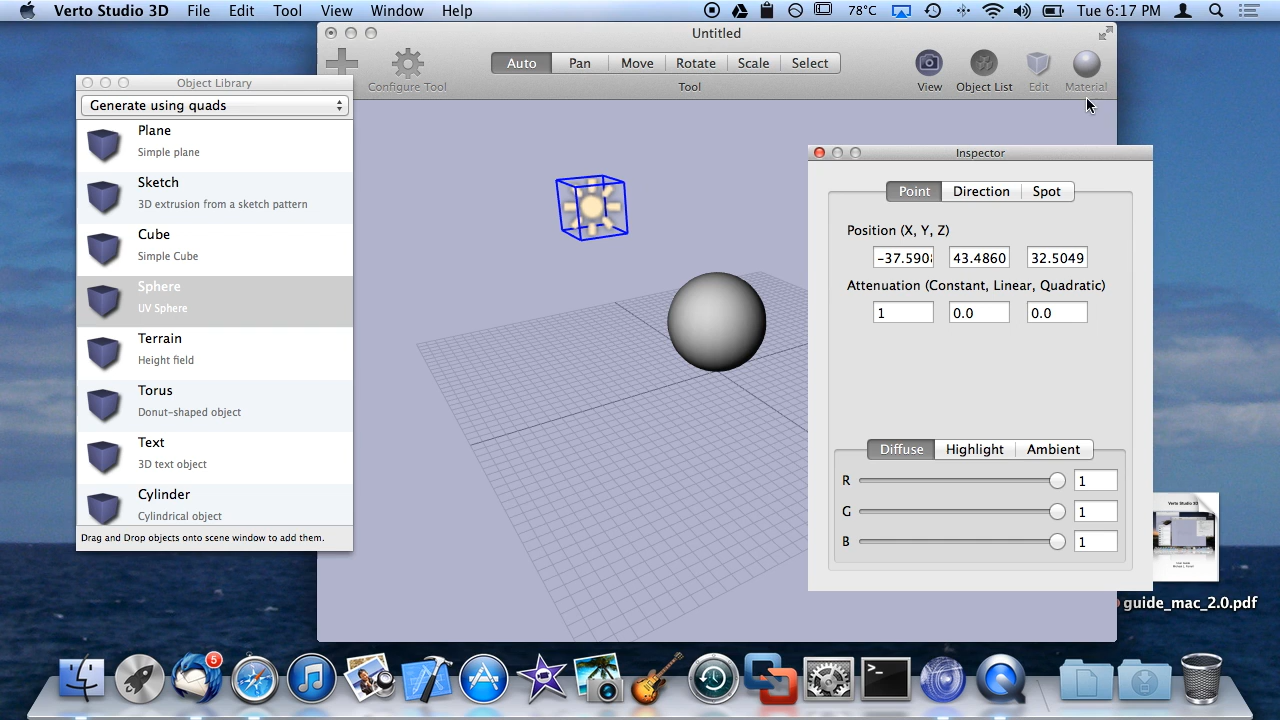 Verto Studio 3D File Edit Tool View Window Help 78°C Tue 6:17 PM
Untitled
Auto Pan Move Rotate Scale Select
Configure Tool Tool View Object List Edit Material
Object Library
Generate using quads
Plane
Simple plane
Sketch
3D extrusion from a sketch pattern
Cube
Simple Cube
Sphere
UV Sphere
Terrain
Height field
Torus
Donut-shaped object
Text
3D text object
Cylinder
Cylindrical object
Drag and Drop objects onto scene window to add them.
Inspector
Point Direction Spot
Position (X, Y, Z)
-37.590 43.4860 32.5049
Attenuation (Constant, Linear, Quadratic)
1 0.0 0.0
Diffuse Highlight Ambient
R 1
G 1
B 1
Verto Studio 3D
guide_mac_2.0.pdf
5